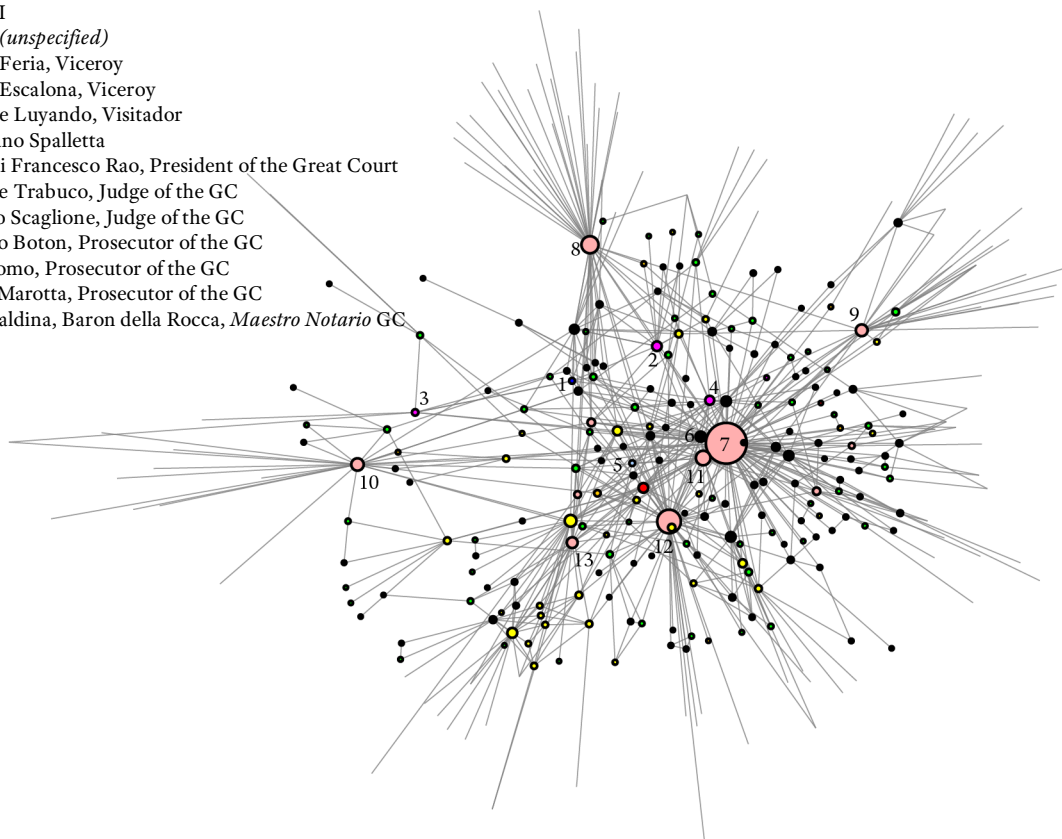 I
(unspecified)
Feria, Viceroy
Escalona, Viceroy
e Luyando, Visitador
no Spalletta
i Francesco Rao, President of the Great Court
e Trabuco, Judge of the GC
o Scaglione, Judge of the GC
o Boton, Prosecutor of the GC
omo, Prosecutor of the GC
Marotta, Prosecutor of the GC
aldina, Baron della Rocca, Maestro Notario GC
8
9
2
1
4
3
6
7
5
11
10
12
13